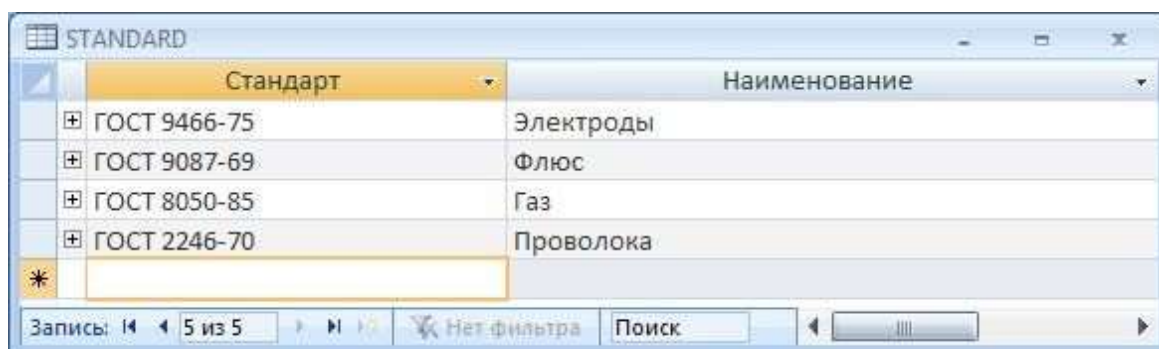 STANDARD
Стандарт Наименование
ГОСТ 9466-75 Электроды
ГОСТ 9087-69 Флюс
ГОСТ 8050-85 Газ
ГОСТ 2246-70 Проволока
Запись: 5 из 5 Нет фильтра Поиск